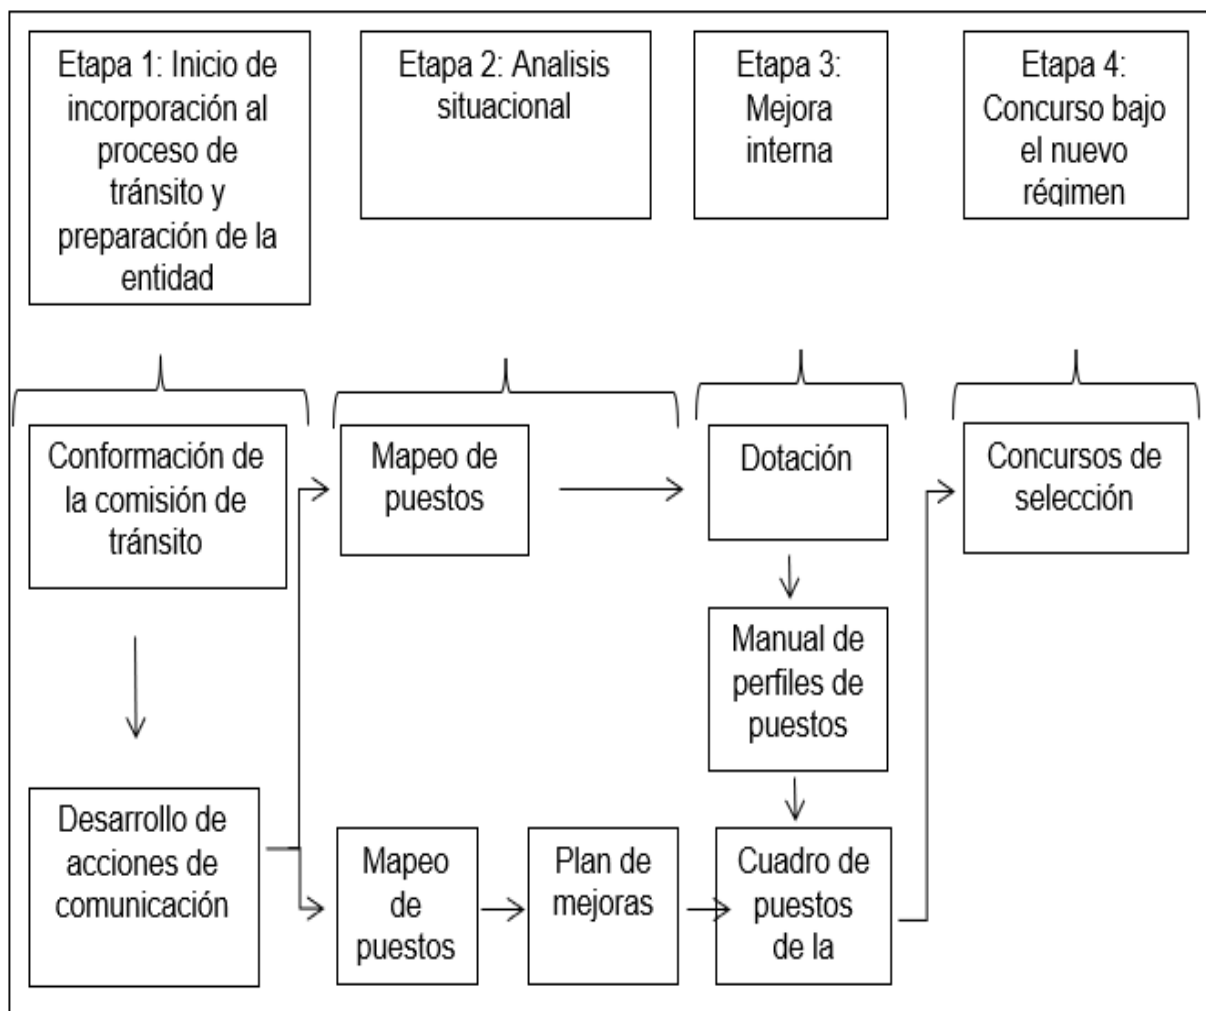 Etapa 1: Inicio de
incorporación al
proceso de
tránsito y
preparación de la
entidad
Etapa 2: Analisis
situacional
Etapa 3:
Mejora
interna
Etapa 4:
Concurso bajo
el nuevo
régimen
Conformación de
la comisión de
tránsito
Mapeo de
puestos
Dotación
Concursos de
selección
Manual de
perfiles de
puestos
Desarrollo de
acciones de
comunicación
Mapeo
de
puestos
Plan de
mejoras
Cuadro de
puestos
de la